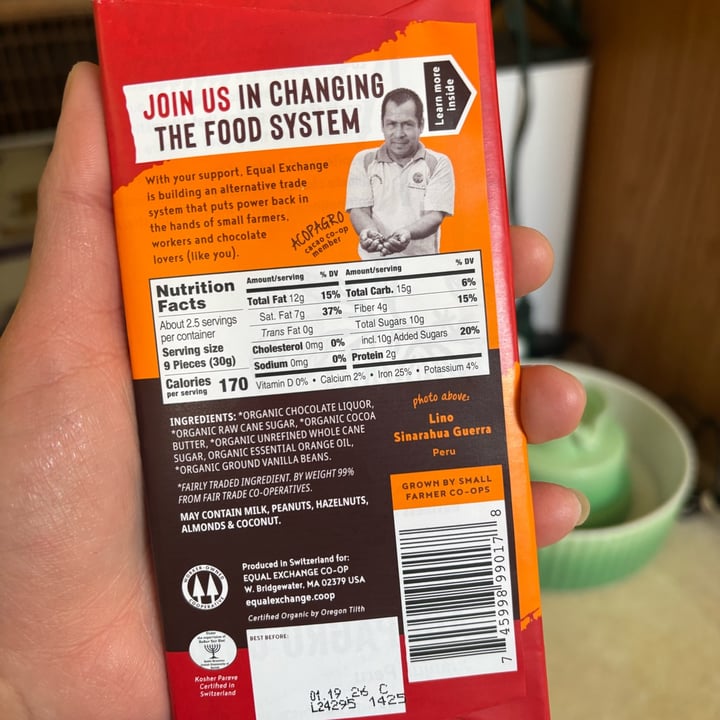 JOIN US IN CHANGING
THE FOOD SYSTEM
Learn more
inside
With your support, Equal Exchange
is building an alternative trade
system that puts power back in
the hands of small farmers,
workers and chocolate
lovers (like you).
ACOPAGRO
cacao co-op
member
Nutrition
Facts
About 2.5 servings
per container
Serving size
9 Pieces (30g)
Calories 170
per serving
Amount/serving % DV
Total Fat 12g 15%
Sat. Fat 7g 37%
Trans Fat 0g
Cholesterol 0mg 0%
Sodium 0mg 0%
Amount/serving % DV
Total Carb. 15g 6%
Fiber 4g 15%
Total Sugars 10g
incl. 10g Added Sugars 20%
Protein 2g
Vitamin D 0% • Calcium 2% • Iron 25% • Potassium 4%
INGREDIENTS: *ORGANIC CHOCOLATE LIQUOR,
*ORGANIC RAW CANE SUGAR, *ORGANIC COCOA
BUTTER, *ORGANIC UNREFINED WHOLE CANE
SUGAR, ORGANIC ESSENTIAL ORANGE OIL,
*ORGANIC GROUND VANILLA BEANS.
*FAIRLY TRADED INGREDIENT. BY WEIGHT 99%
FROM FAIR TRADE CO-OPERATIVES.
MAY CONTAIN MILK, PEANUTS, HAZELNUTS,
ALMONDS & COCONUT.
photo above:
Lino
Sinarahua Guerra
Peru
GROWN BY SMALL
FARMER CO-OPS
7 45998 99017 8
WORKER OWNED
COOPERATIVE
Produced in Switzerland for:
EQUAL EXCHANGE CO-OP
W. Bridgewater, MA 02379 USA
equalexchange.coop
Certified Organic by Oregon Tilth
Kosher Pareve
Certified in
Switzerland
BEST BEFORE:
01.19.26 C
L24295 1425